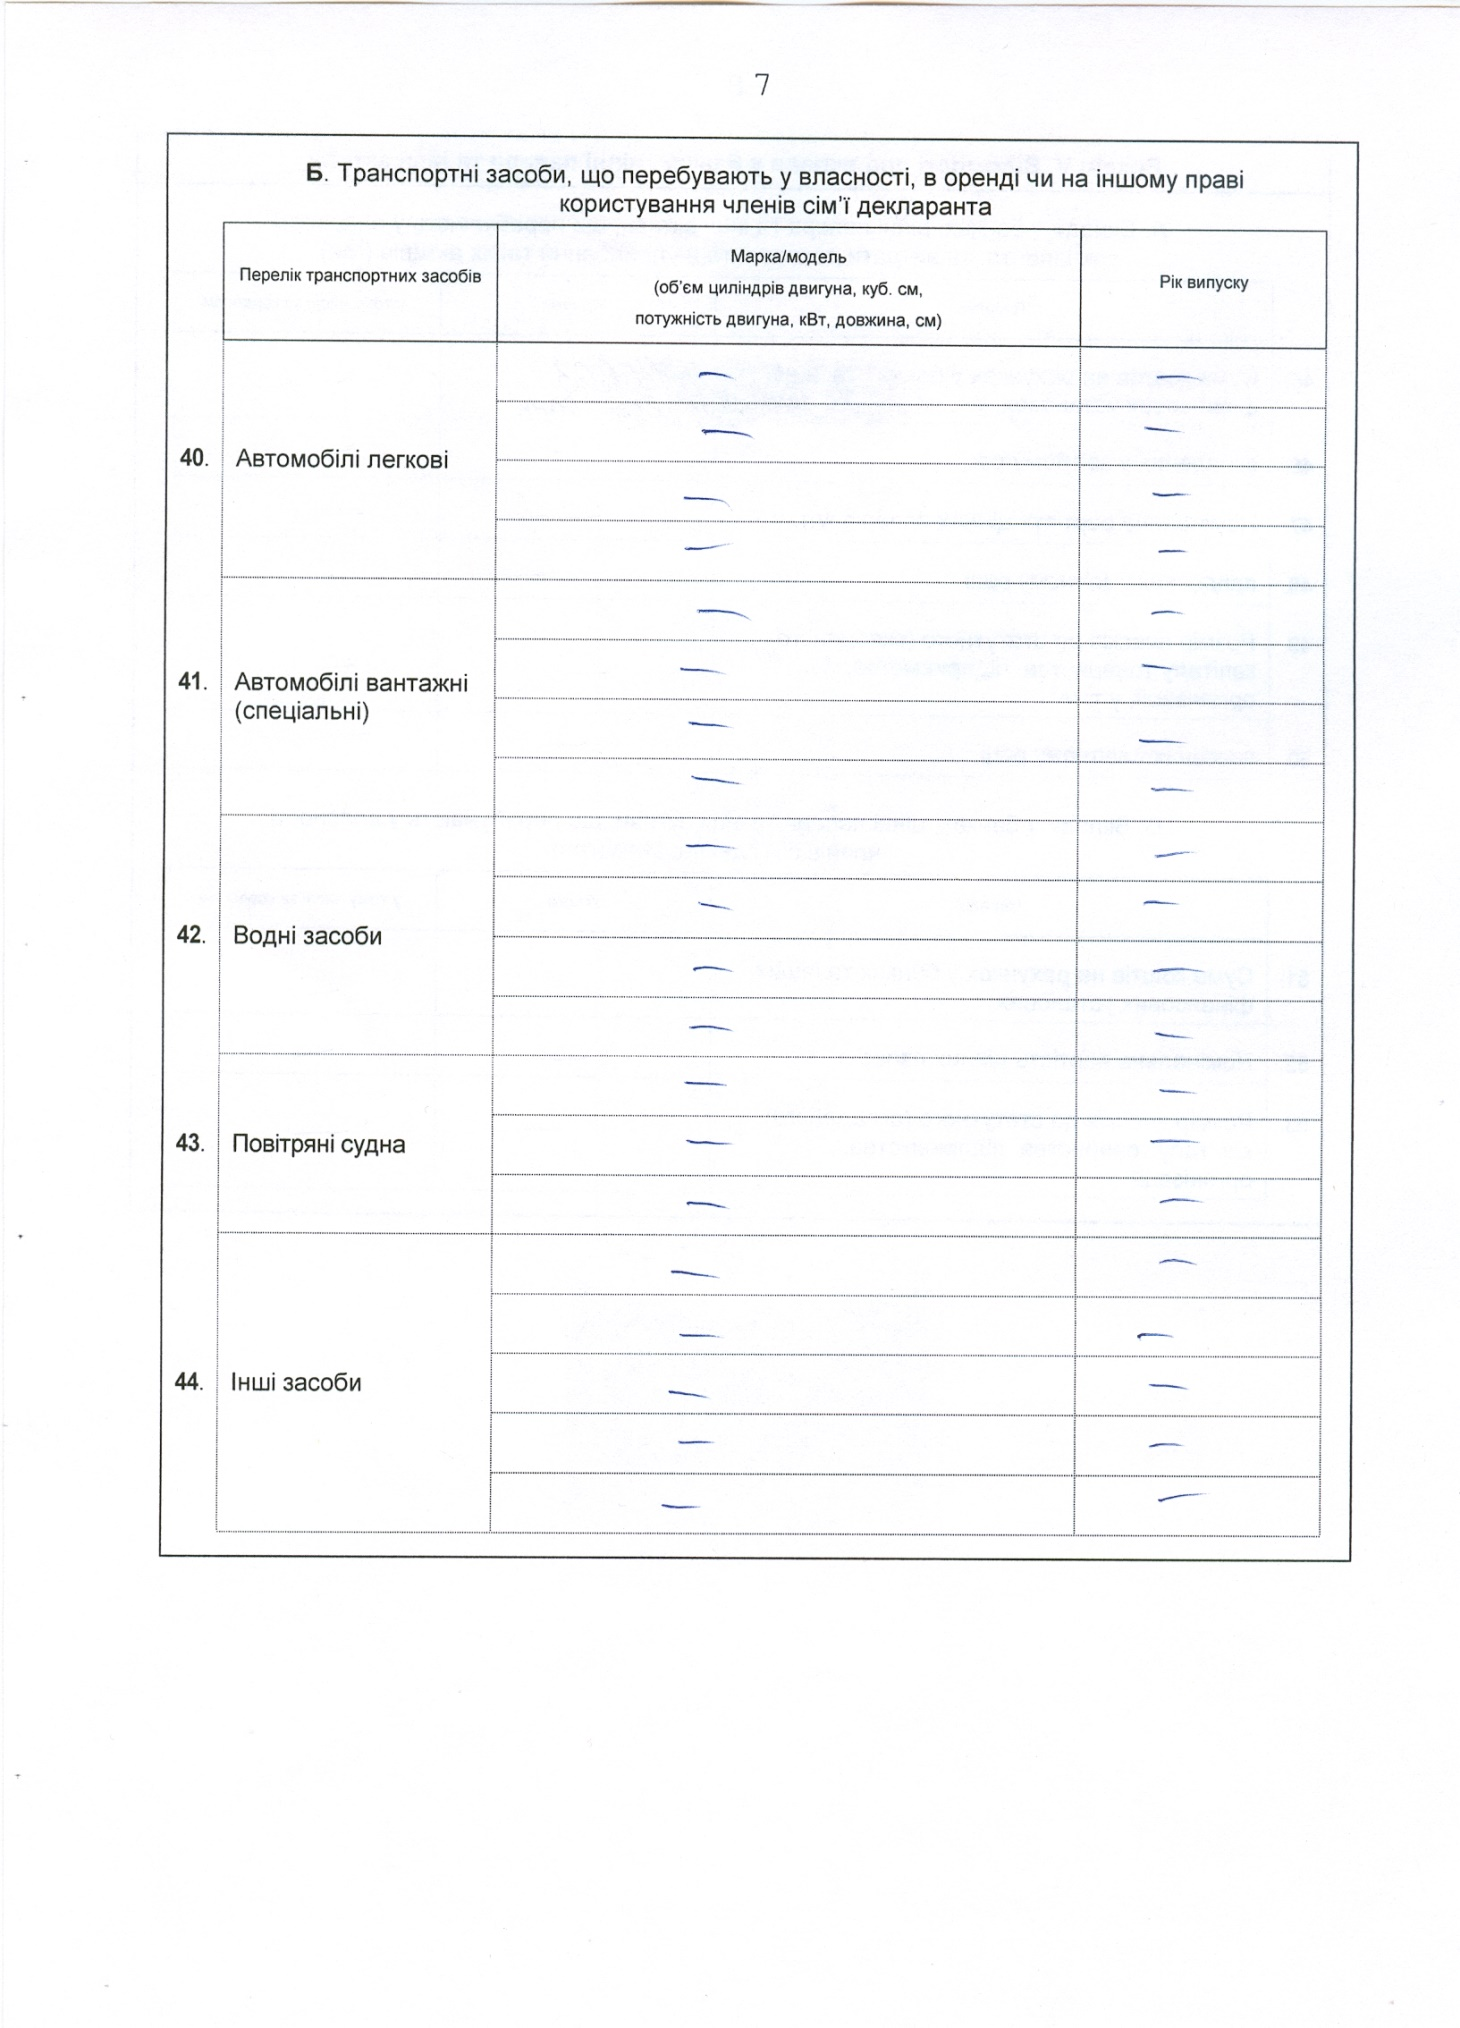 7
Б. Транспортні засоби, що перебувають у власності, в оренді чи на іншому праві
користування членів сім’ї декларанта
Перелік транспортних засобів
Марка/модель
(об’єм циліндрів двигуна, куб. см,
потужність двигуна, кВт, довжина, см)
Рік випуску
— —
— —
40. Автомобілі легкові
— —
— —
— —
— —
41. Автомобілі вантажні
(спеціальні)
— —
— —
— —
— —
42. Водні засоби
— —
— —
— —
43. Повітряні судна
— —
— —
— —
— —
44. Інші засоби
— —
— —
— —